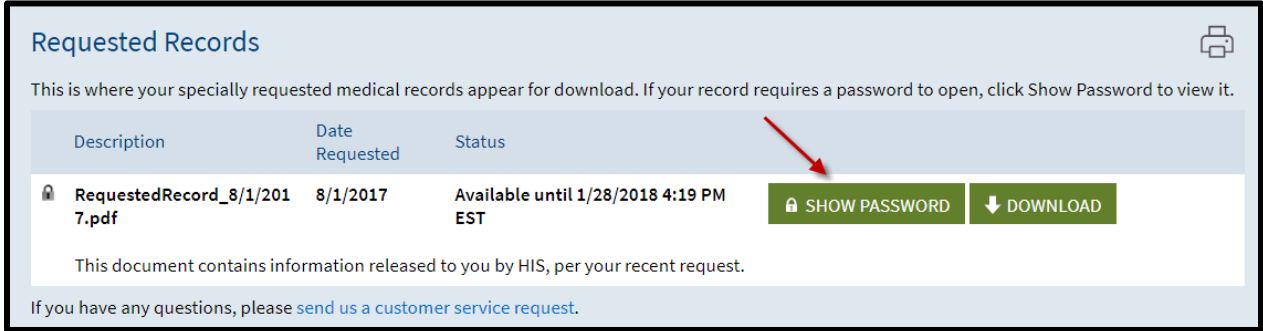 Requested Records
This is where your specially requested medical records appear for download. If your record requires a password to open, click Show Password to view it.
Description
Date
Requested
Status
RequestedRecord_8/1/201
7.pdf
8/1/2017
Available until 1/28/2018 4:19 PM
EST
SHOW PASSWORD
DOWNLOAD
This document contains information released to you by HIS, per your recent request.
If you have any questions, please send us a customer service request.